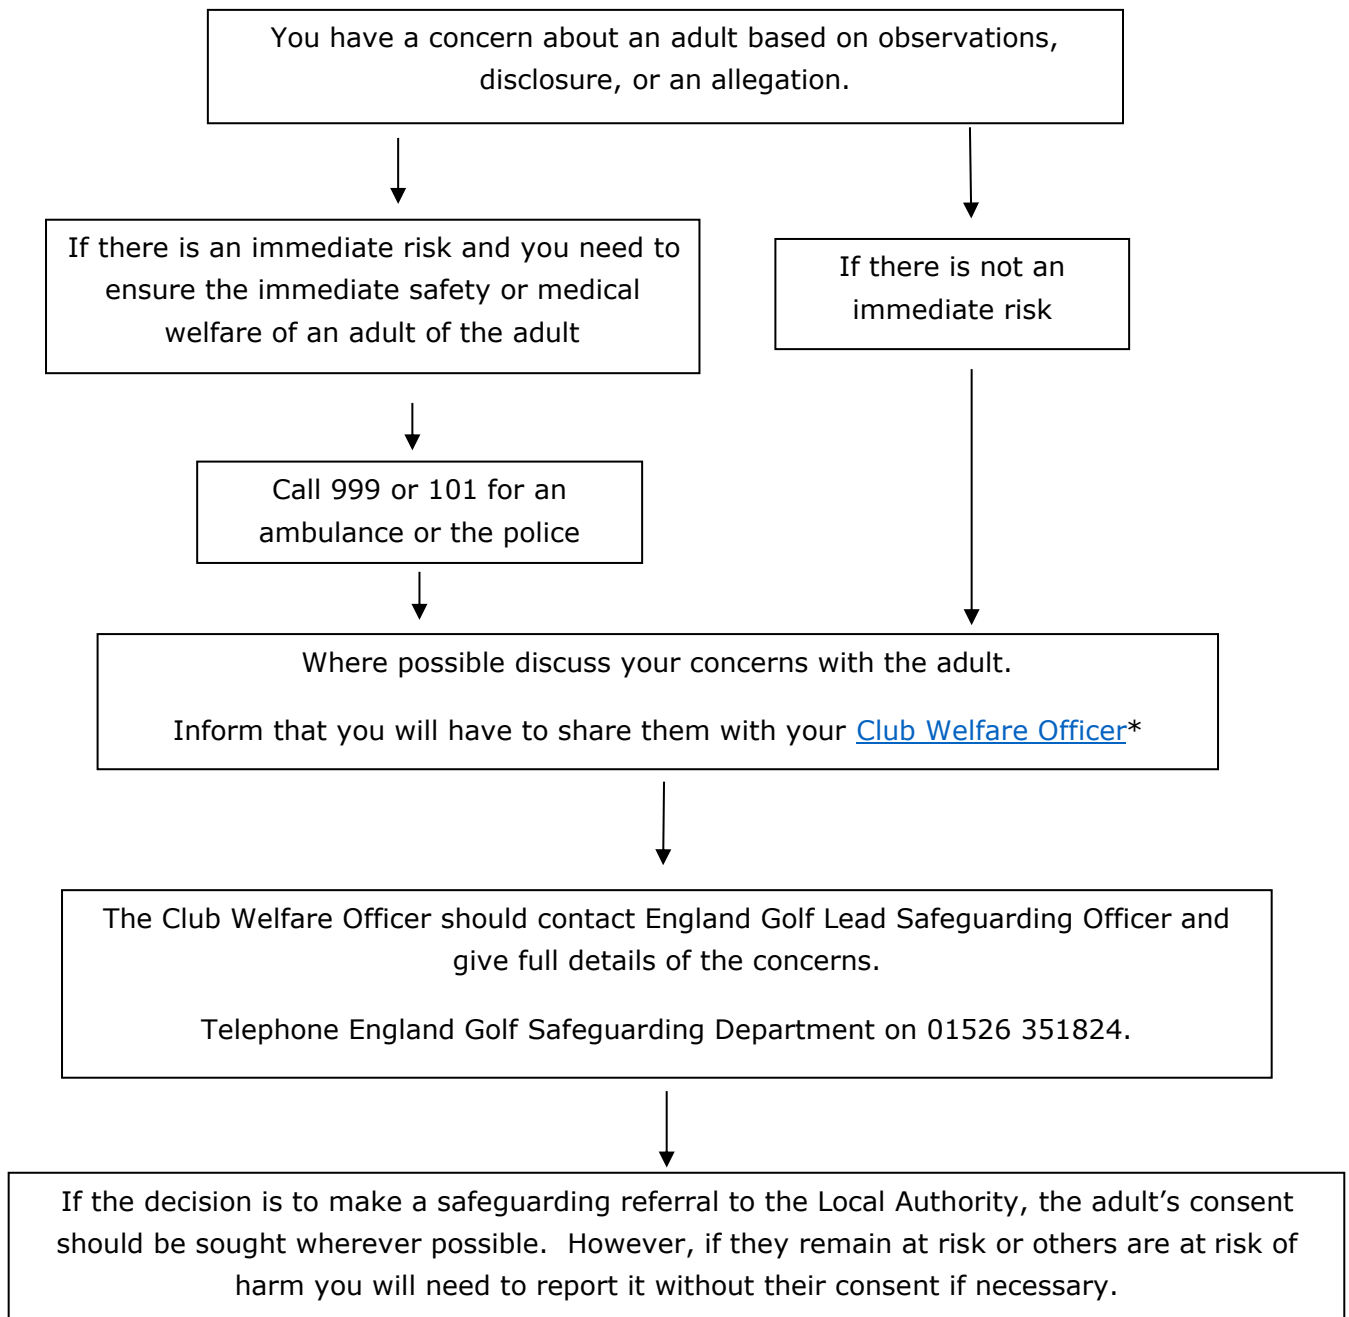 You have a concern about an adult based on observations,
disclosure, or an allegation.
If there is an immediate risk and you need to
ensure the immediate safety or medical
welfare of an adult of the adult
If there is not an
immediate risk
Call 999 or 101 for an
ambulance or the police
Where possible discuss your concerns with the adult.
Inform that you will have to share them with your Club Welfare Officer*
The Club Welfare Officer should contact England Golf Lead Safeguarding Officer and
give full details of the concerns.
Telephone England Golf Safeguarding Department on 01526 351824.
If the decision is to make a safeguarding referral to the Local Authority, the adult’s consent
should be sought wherever possible.  However, if they remain at risk or others are at risk of
harm you will need to report it without their consent if necessary.